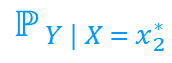 ℙ_{Y | X = x_2^*}